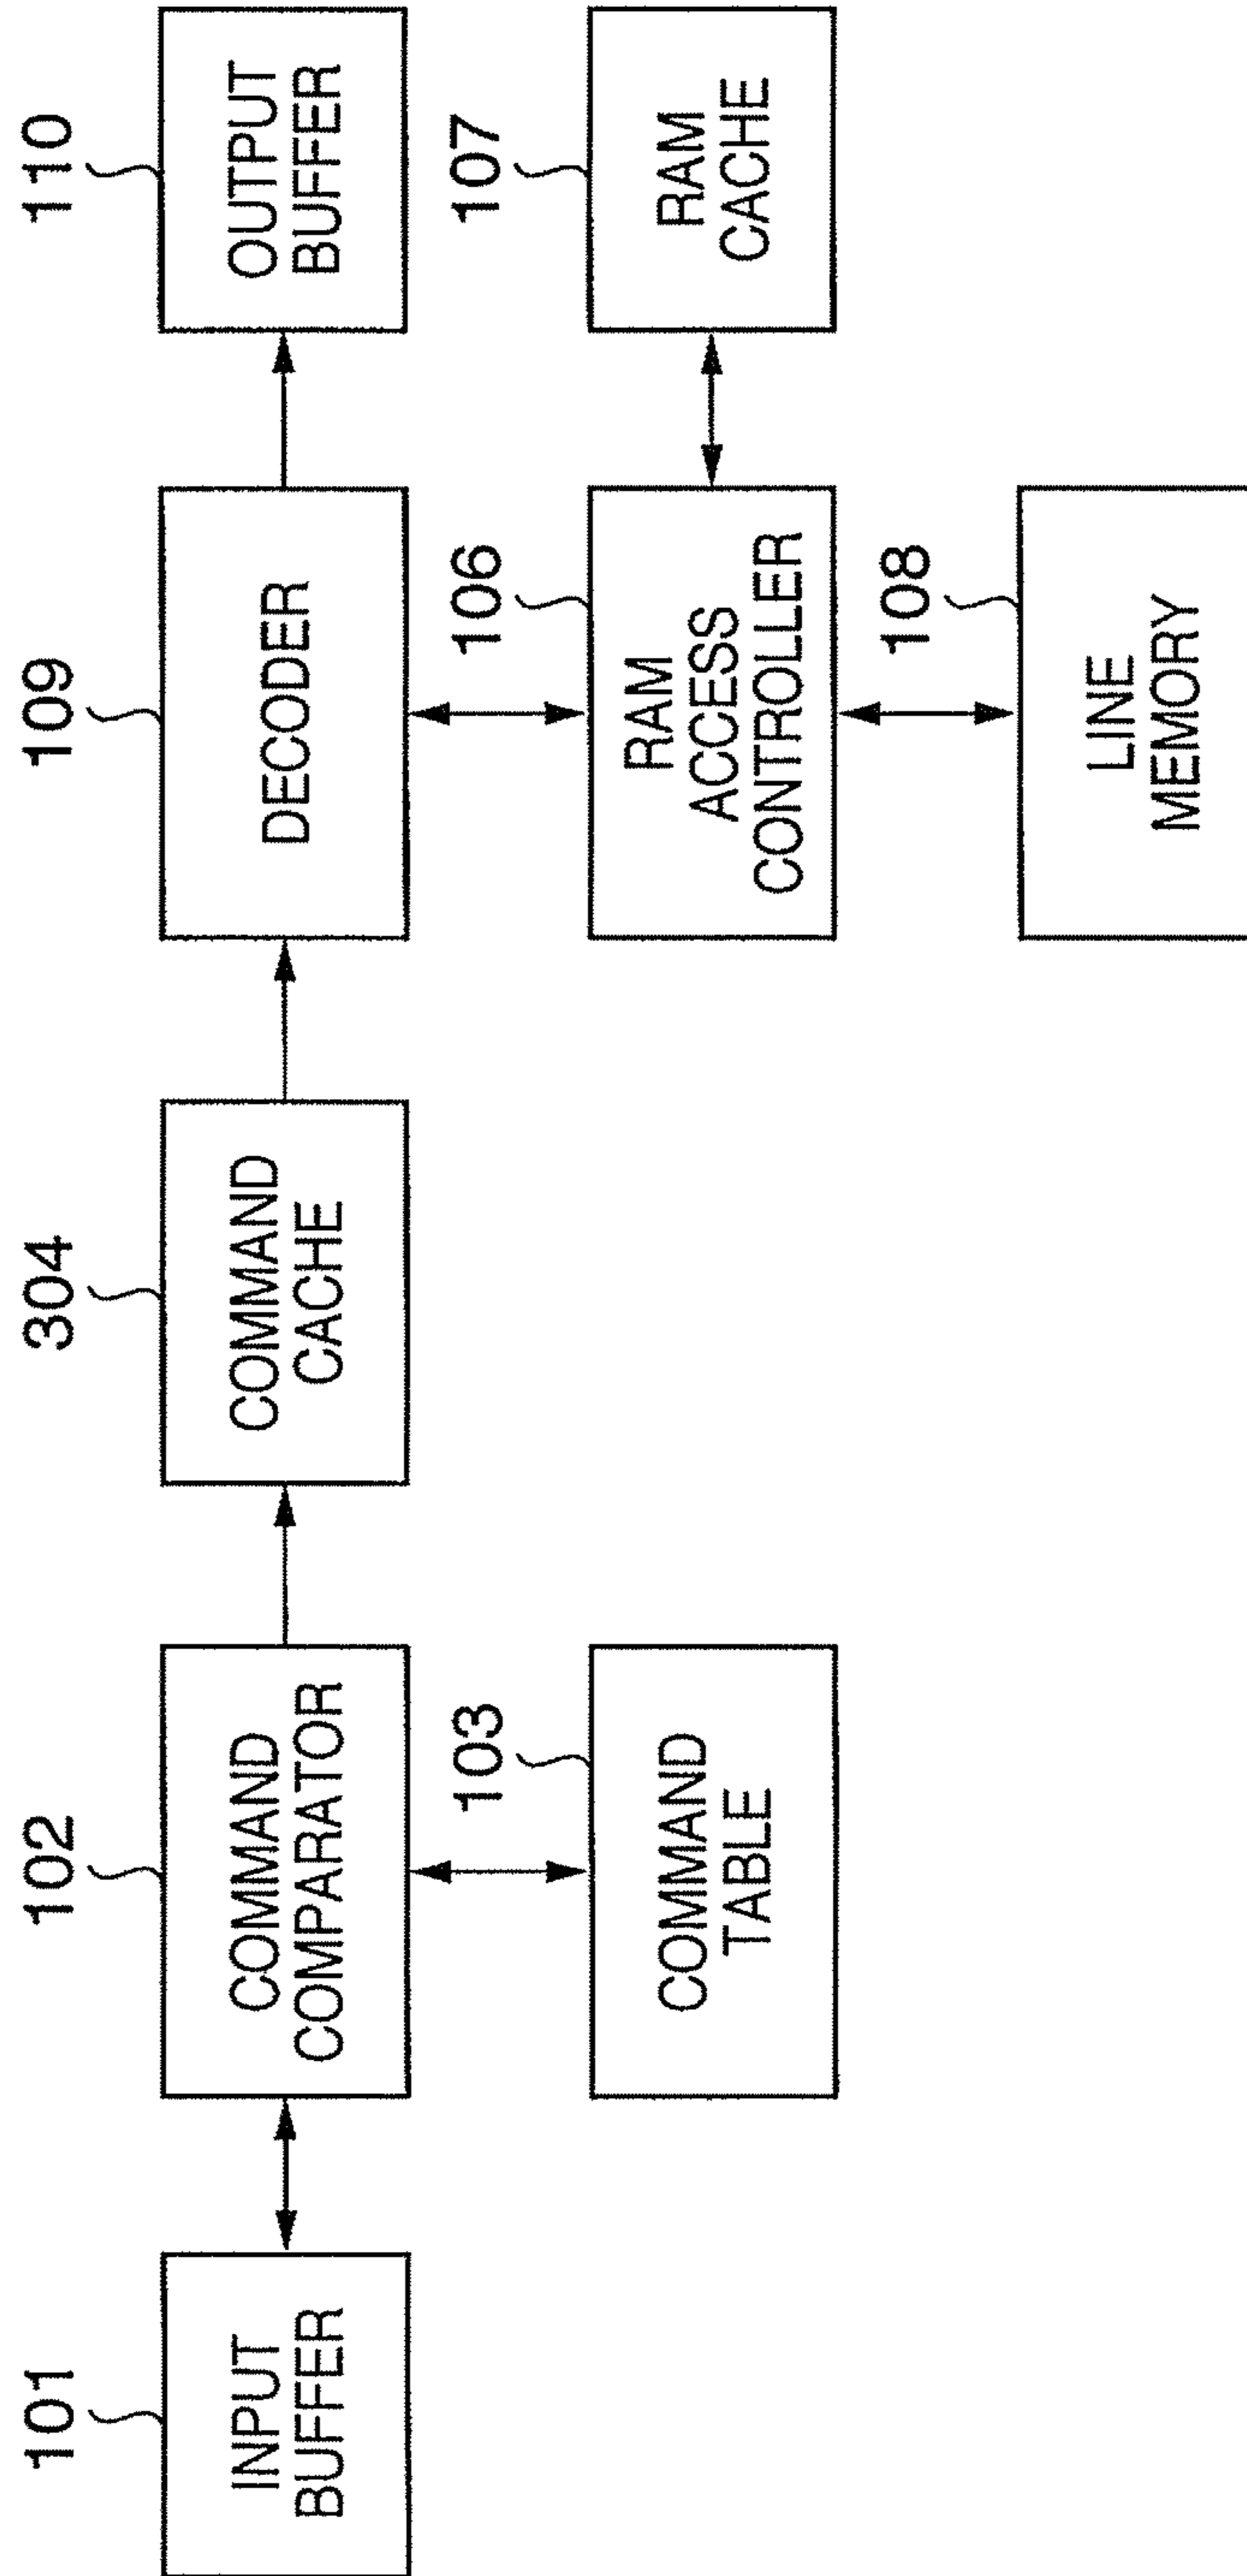 101
INPUT
BUFFER
102
COMMAND
COMPARATOR
103
COMMAND
TABLE
304
COMMAND
CACHE
109
DECODER
106
RAM
ACCESS
CONTROLLER
108
LINE
MEMORY
110
OUTPUT
BUFFER
107
RAM
CACHE